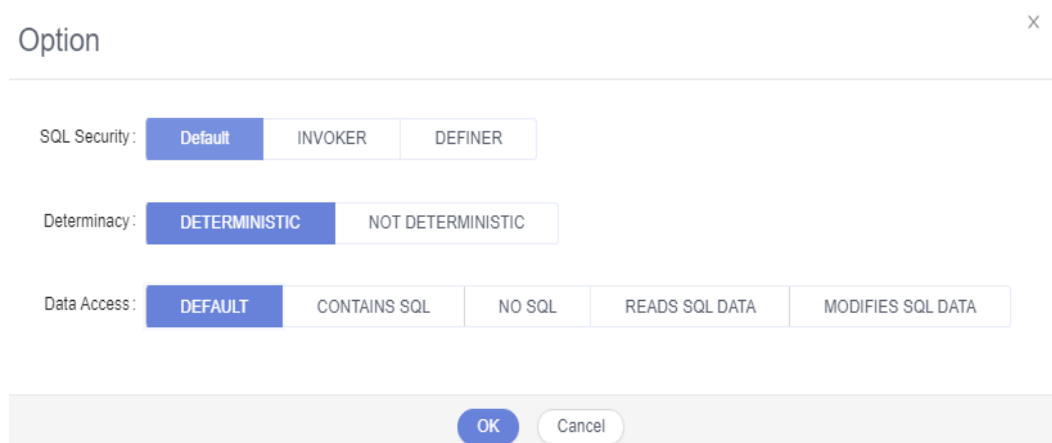 X
Option
SQL Security: Default INVOKER DEFINER
Determinacy: DETERMINISTIC NOT DETERMINISTIC
Data Access: DEFAULT CONTAINS SQL NO SQL READS SQL DATA MODIFIES SQL DATA
OK Cancel